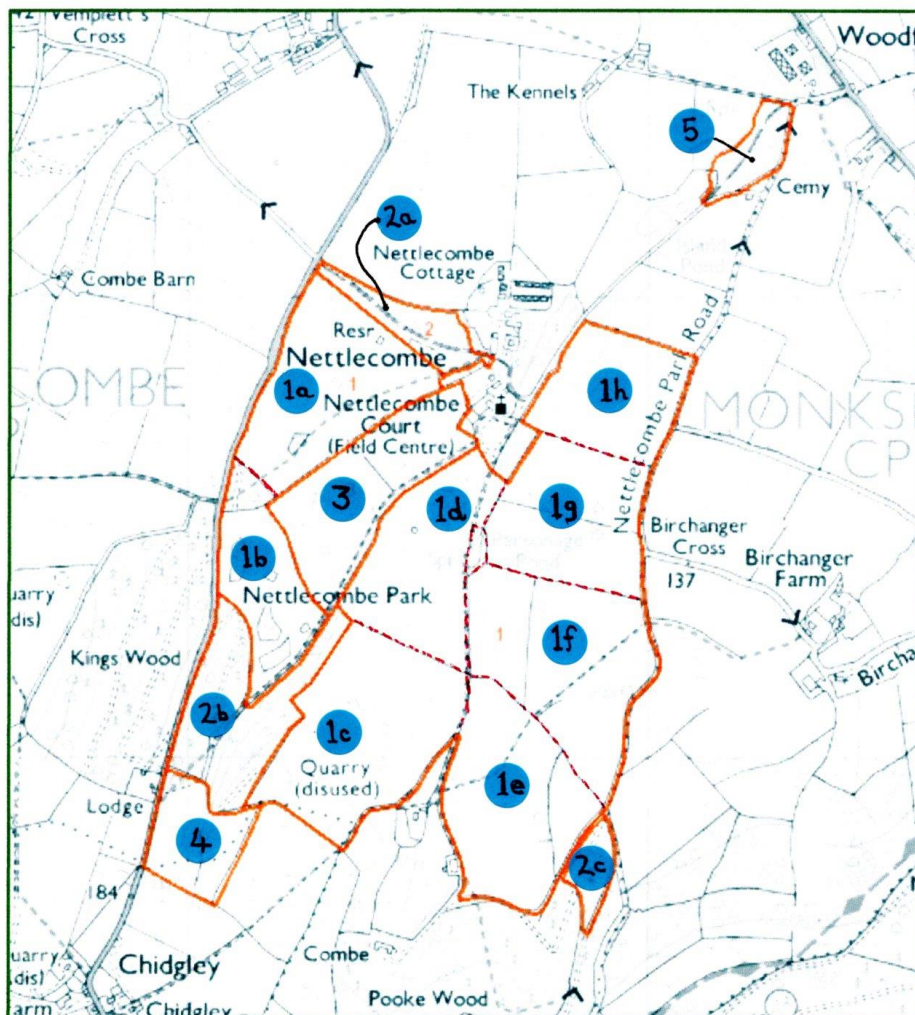 Vemplett's
Cross
Woodf
The Kennels
5
Cemy
2a
Nettlecombe
Cottage
Combe Barn
Resr
2
Nettlecombe
COMBE
1a
1
Nettlecombe
Court
(Field Centre)
1h
MONKSI
CP
Nettlecombe Park Road
3
1d
1g
Birchanger
Cross
Birchanger
Farm
137
1b
uarry
(dis)
Nettlecombe Park
1
1f
Kings Wood
Bircha
2b
1c
Quarry
(disused)
1e
Lodge
4
2c
184
uarry
(dis)
Chidgley
Combe
arm
Chidgley
Pooke Wood